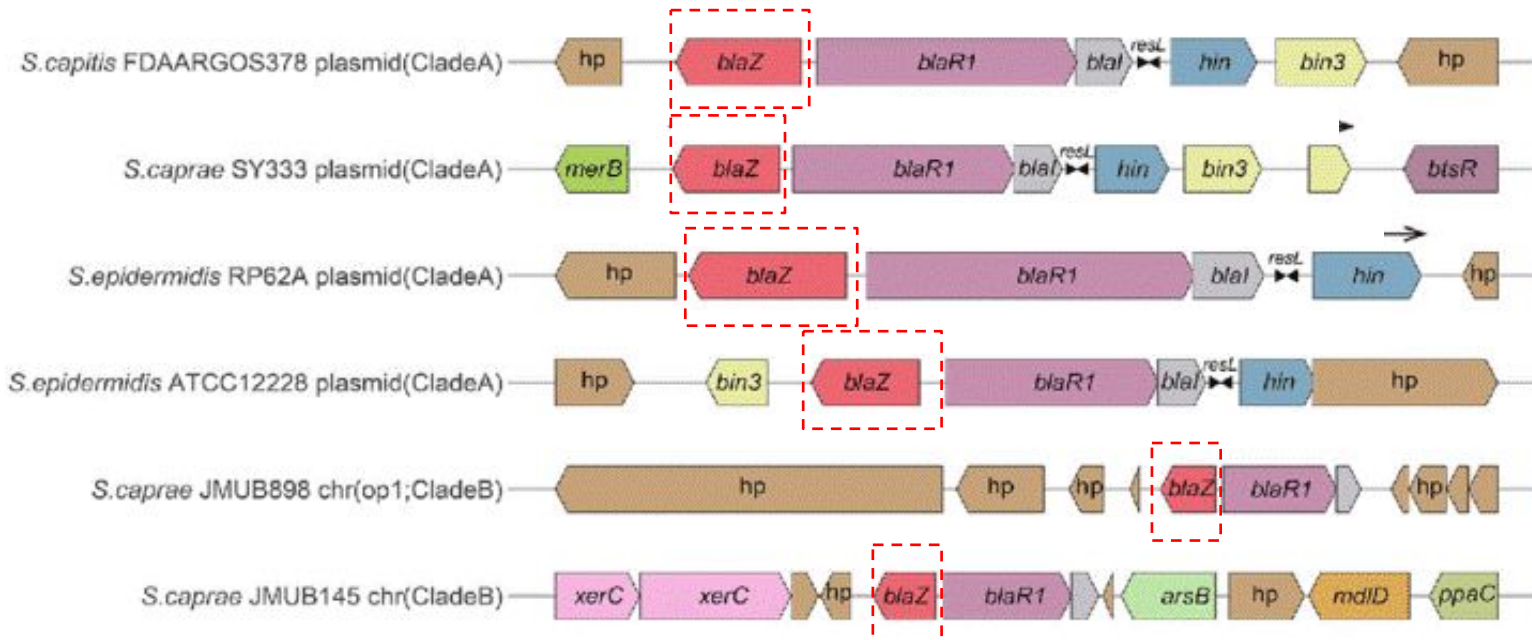 S.capitis FDAARGOS378 plasmid(CladeA) hp blaZ blaR1 blaI resL hin bin3 hp
S.caprae SY333 plasmid(CladeA) merB blaZ blaR1 blaI resL hin bin3 btsR
S.epidermidis RP62A plasmid(CladeA) hp blaZ blaR1 blaI resL hin hp
S.epidermidis ATCC12228 plasmid(CladeA) hp bin3 blaZ blaR1 blaI resL hin hp
S.caprae JMUB898 chr(op1;CladeB) hp hp hp blaZ blaR1 hp
S.caprae JMUB145 chr(CladeB) xerC xerC hp blaZ blaR1 arsB hp mdlD ppaC